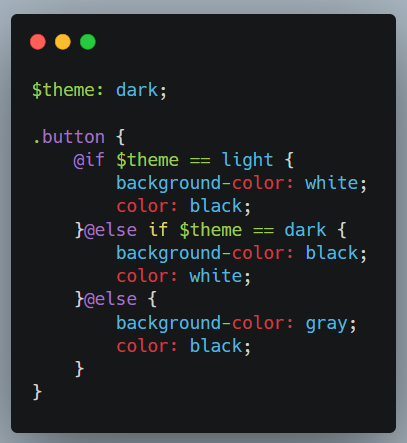 $theme: dark;

.button {
    @if $theme == light {
        background-color: white;
        color: black;
    }@else if $theme == dark {
        background-color: black;
        color: white;
    }@else {
        background-color: gray;
        color: black;
    }
}